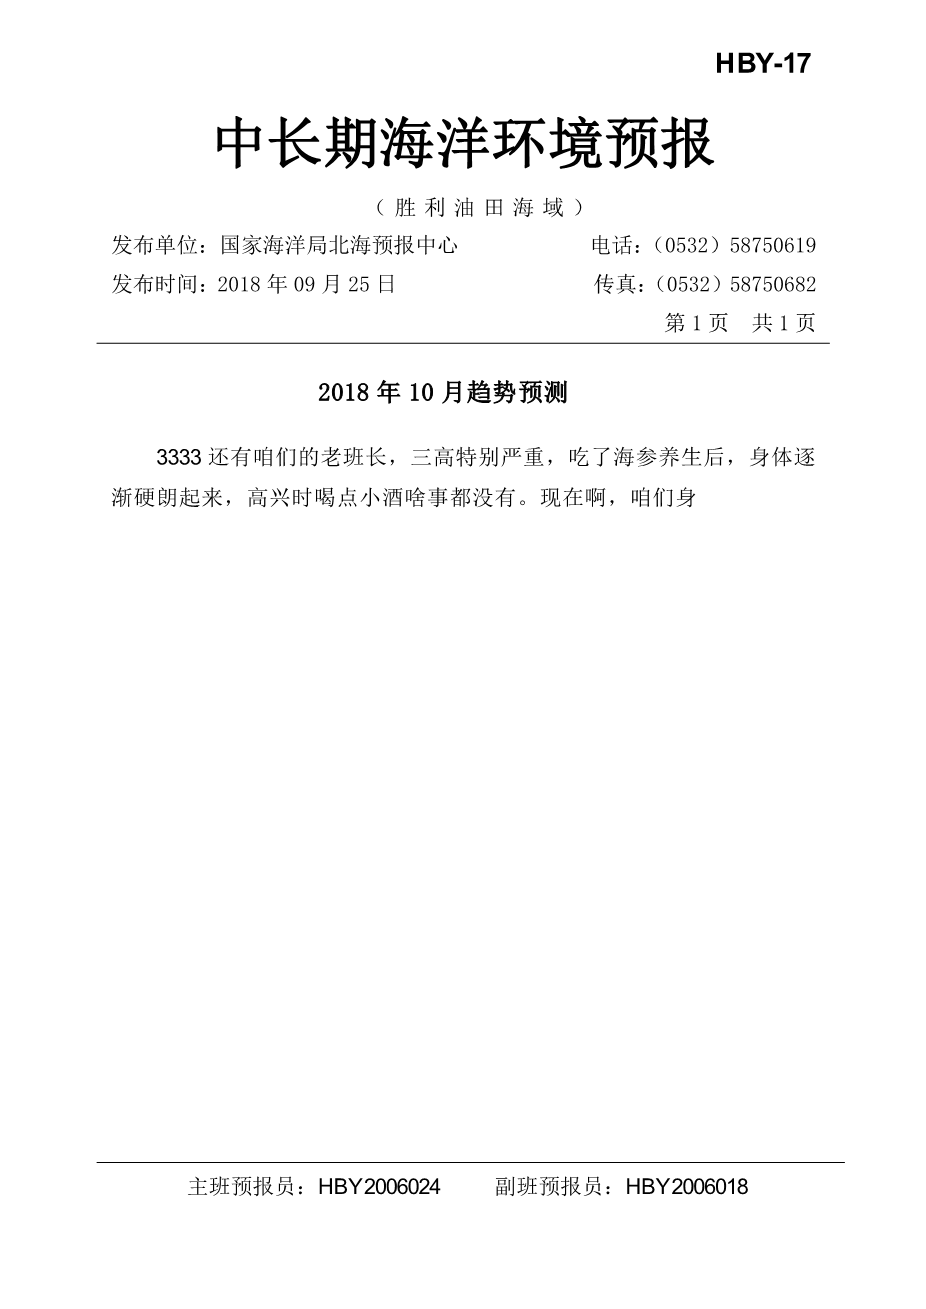 HBY-17
中长期海洋环境预报
（胜利油田海域）
发布单位：国家海洋局北海预报中心 电话：（0532）58750619
发布时间：2018 年 09 月 25 日 传真：（0532）58750682
第 1 页 共 1 页
2018 年 10 月趋势预测
3333 还有咱们的老班长，三高特别严重，吃了海参养生后，身体逐
渐硬朗起来，高兴时喝点小酒啥事都没有。现在啊，咱们身
主班预报员：HBY2006024 副班预报员：HBY2006018